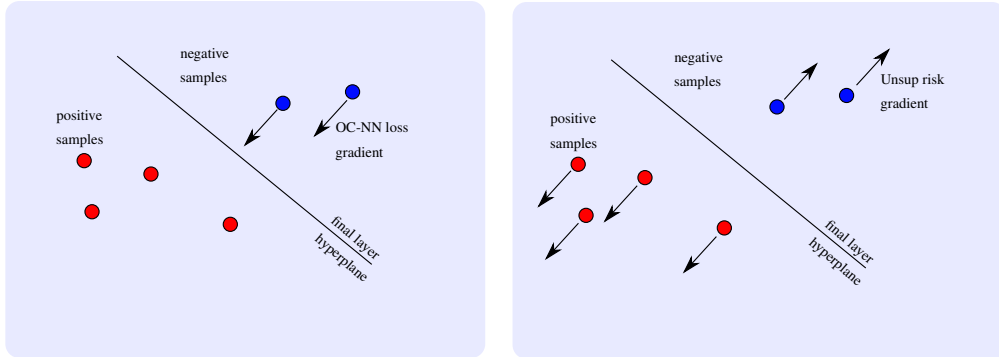 negative
samples
positive
samples
OC-NN loss
gradient
final layer
hyperplane
negative
samples
Unsup risk
gradient
positive
samples
final layer
hyperplane